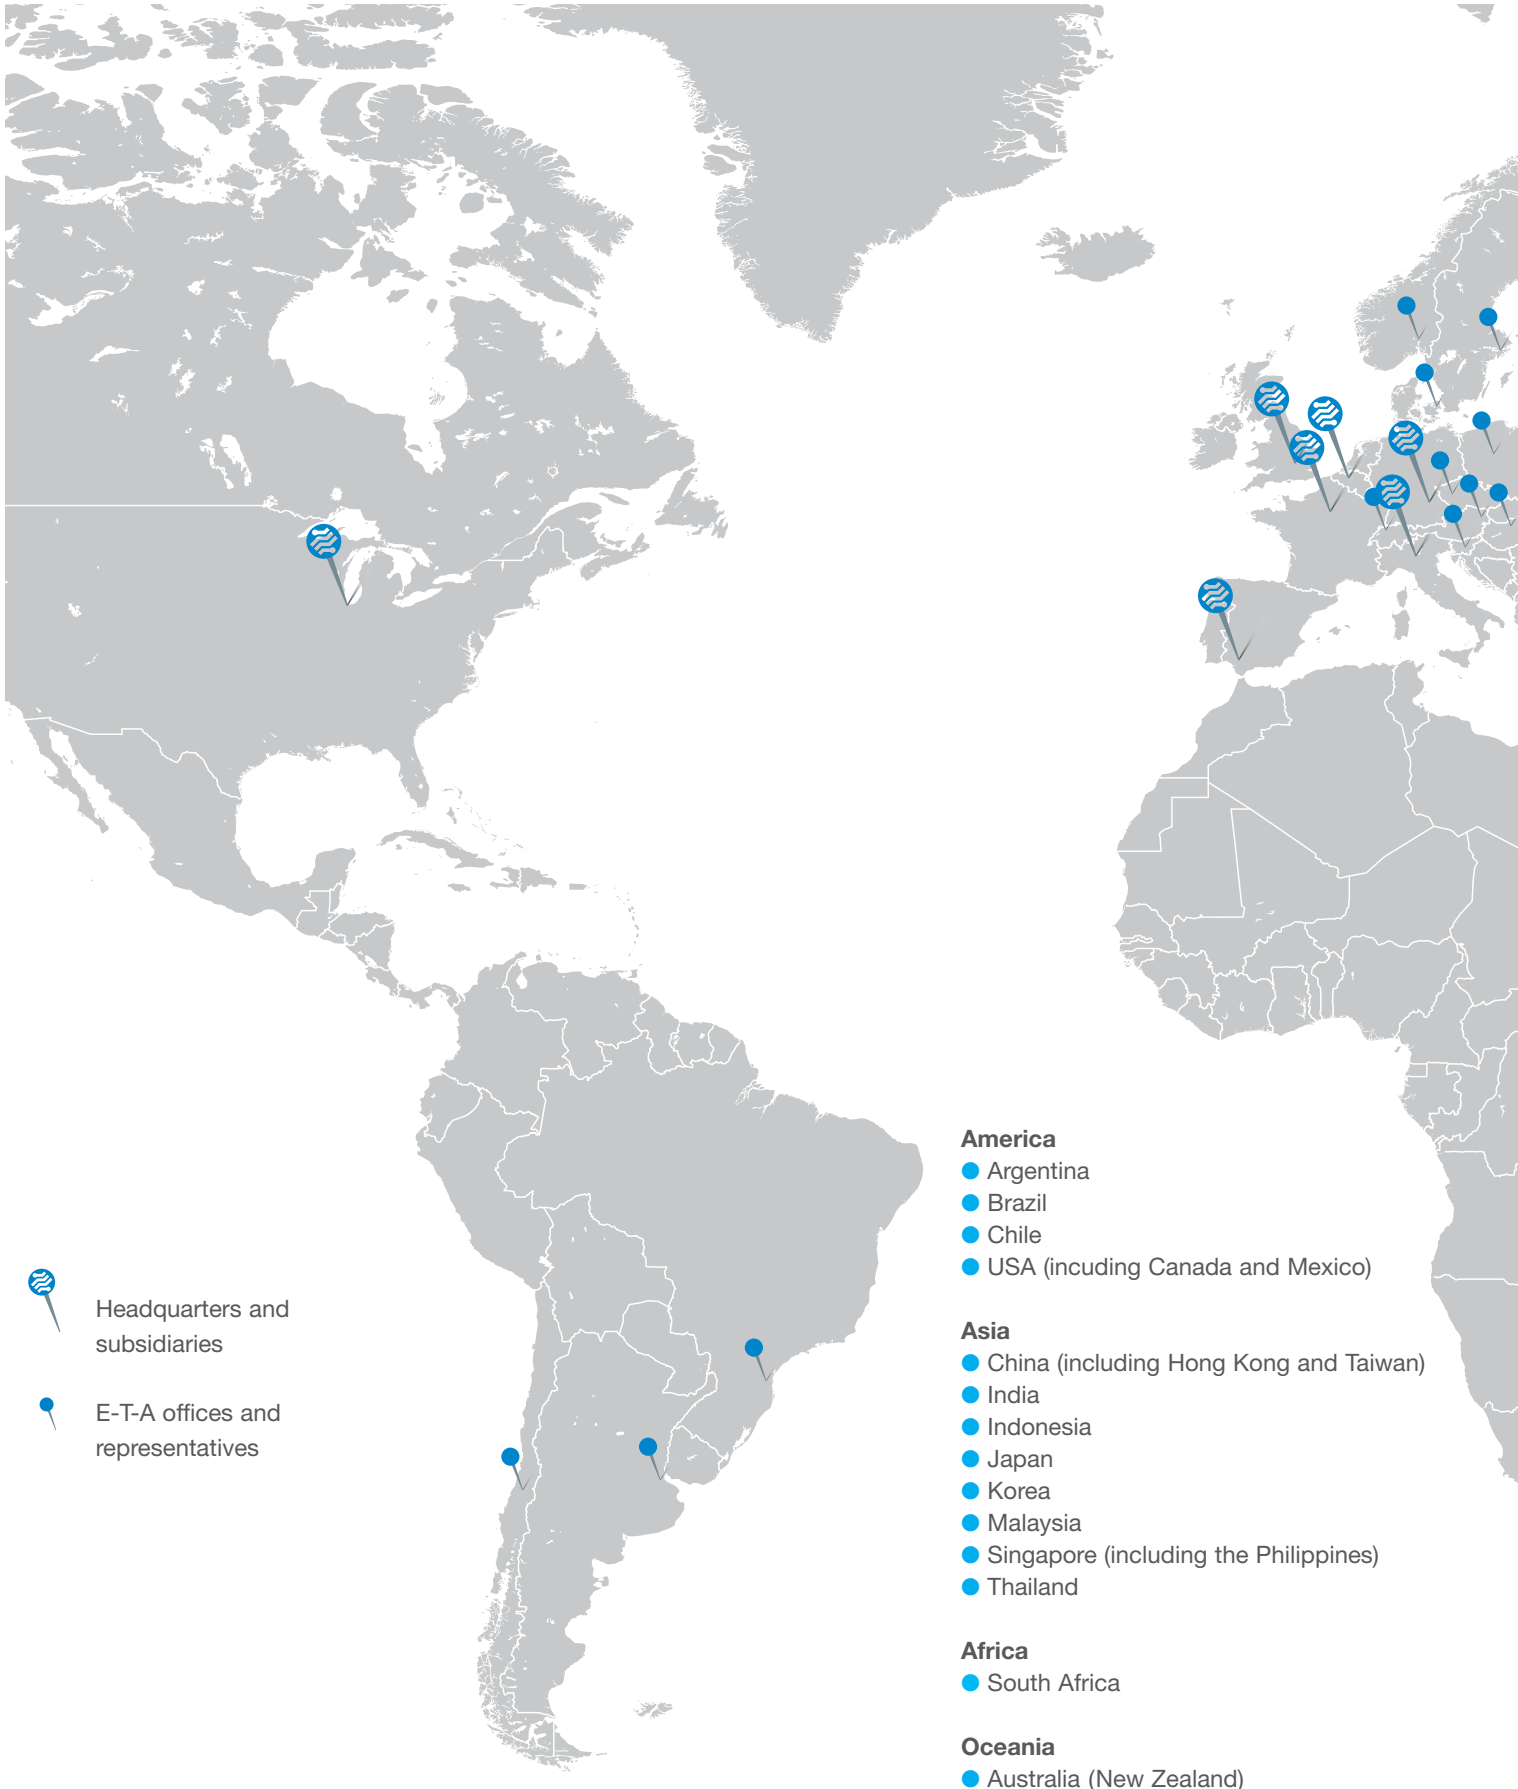 America
Argentina
Brazil
Chile
USA (incuding Canada and Mexico)
Asia
China (including Hong Kong and Taiwan)
India
Indonesia
Japan
Korea
Malaysia
Singapore (including the Philippines)
Thailand
Africa
South Africa
Oceania
Australia (New Zealand)
Headquarters and
subsidiaries
E-T-A offices and
representatives